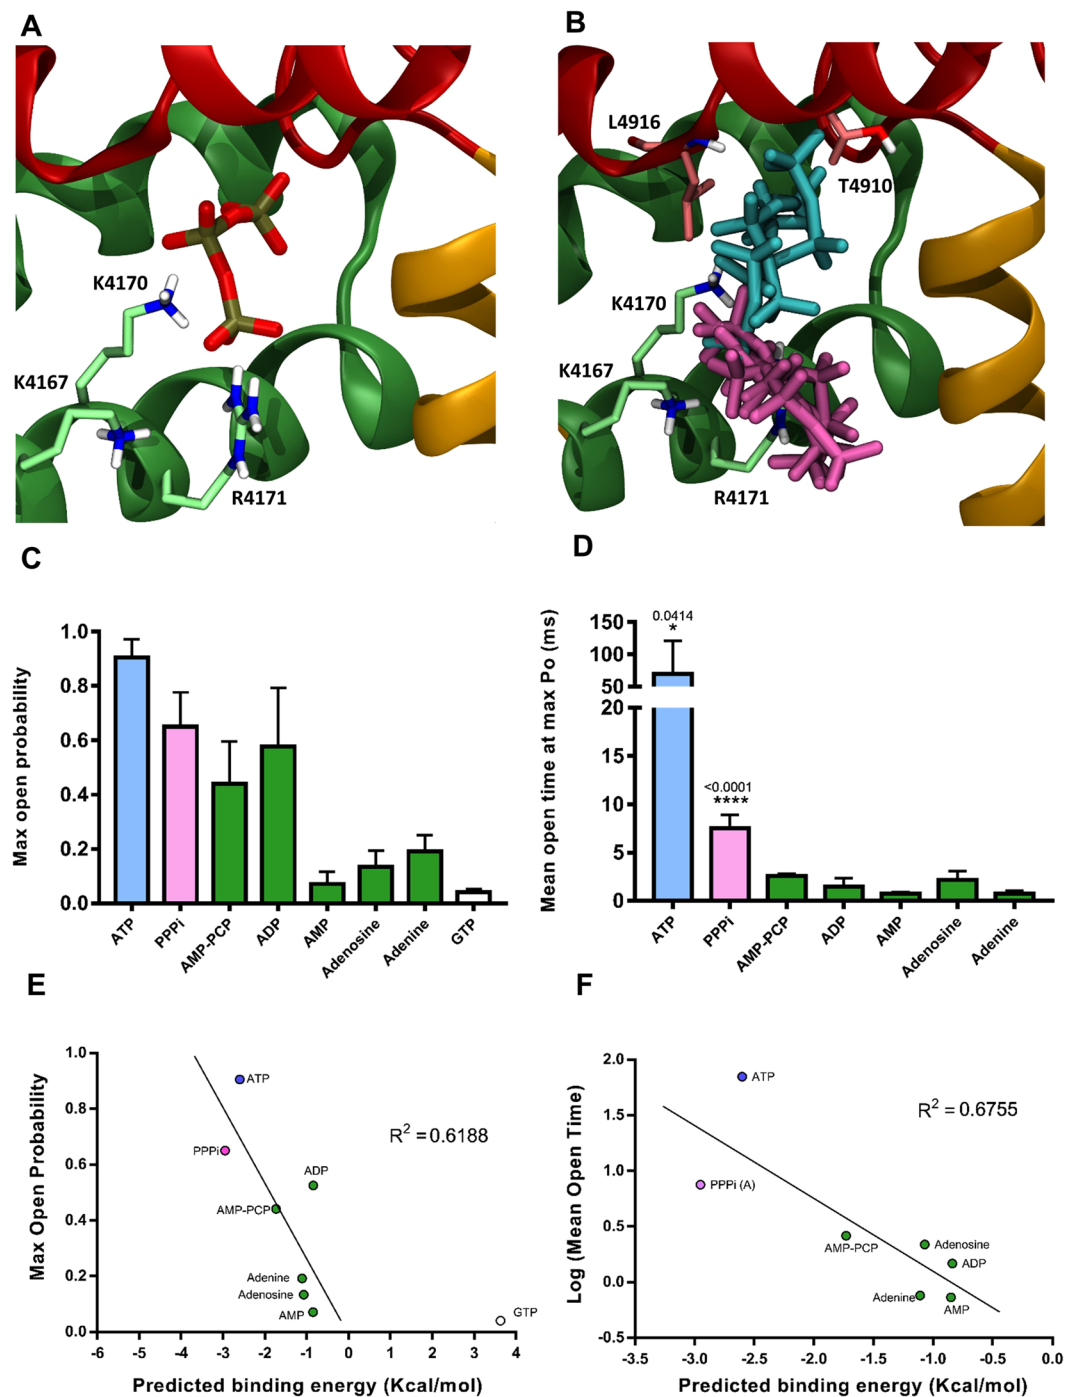 A
B
L4916
T4910
K4170
K4170
K4167
K4167
R4171
R4171
C
D
Max open probability
1.0
0.8
0.6
0.4
0.2
0.0
ATP
PPPi
AMP-PCP
ADP
AMP
Adenosine
Adenine
GTP
Mean open time at max Po (ms)
150
100
50
20
15
10
5
0
0.0414
*
<0.0001
****
ATP
PPPi
AMP-PCP
ADP
AMP
Adenosine
Adenine
E
F
Max Open Probability
1.0
0.8
0.6
0.4
0.2
0.0
ATP
R² = 0.6188
PPPi
ADP
AMP-PCP
Adenine
Adenosine
AMP
GTP
-6 -5 -4 -3 -2 -1 0 1 2 3 4
Predicted binding energy (Kcal/mol)
Log (Mean Open Time)
2.0
1.5
1.0
0.5
0.0
-0.5
ATP
R² = 0.6755
PPPi (A)
AMP-PCP
Adenosine
ADP
Adenine
AMP
-3.5 -3.0 -2.5 -2.0 -1.5 -1.0 -0.5 0.0
Predicted binding energy (Kcal/mol)